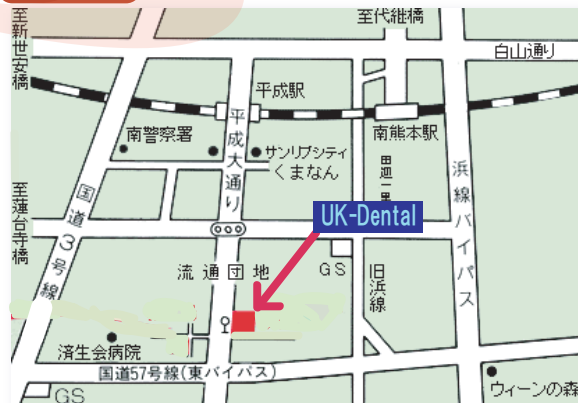 至新世安橋
至代継橋
白山通り
平成駅
南熊本駅
南警察署
サンリブシティ
くまなん
平成大通り
田迎一里
浜線バイパス
至蓮台寺橋
国道3号線
UK-Dental
流通団地
GS
旧浜線
済生会病院
国道57号線(東バイパス)
ウィーンの森
GS